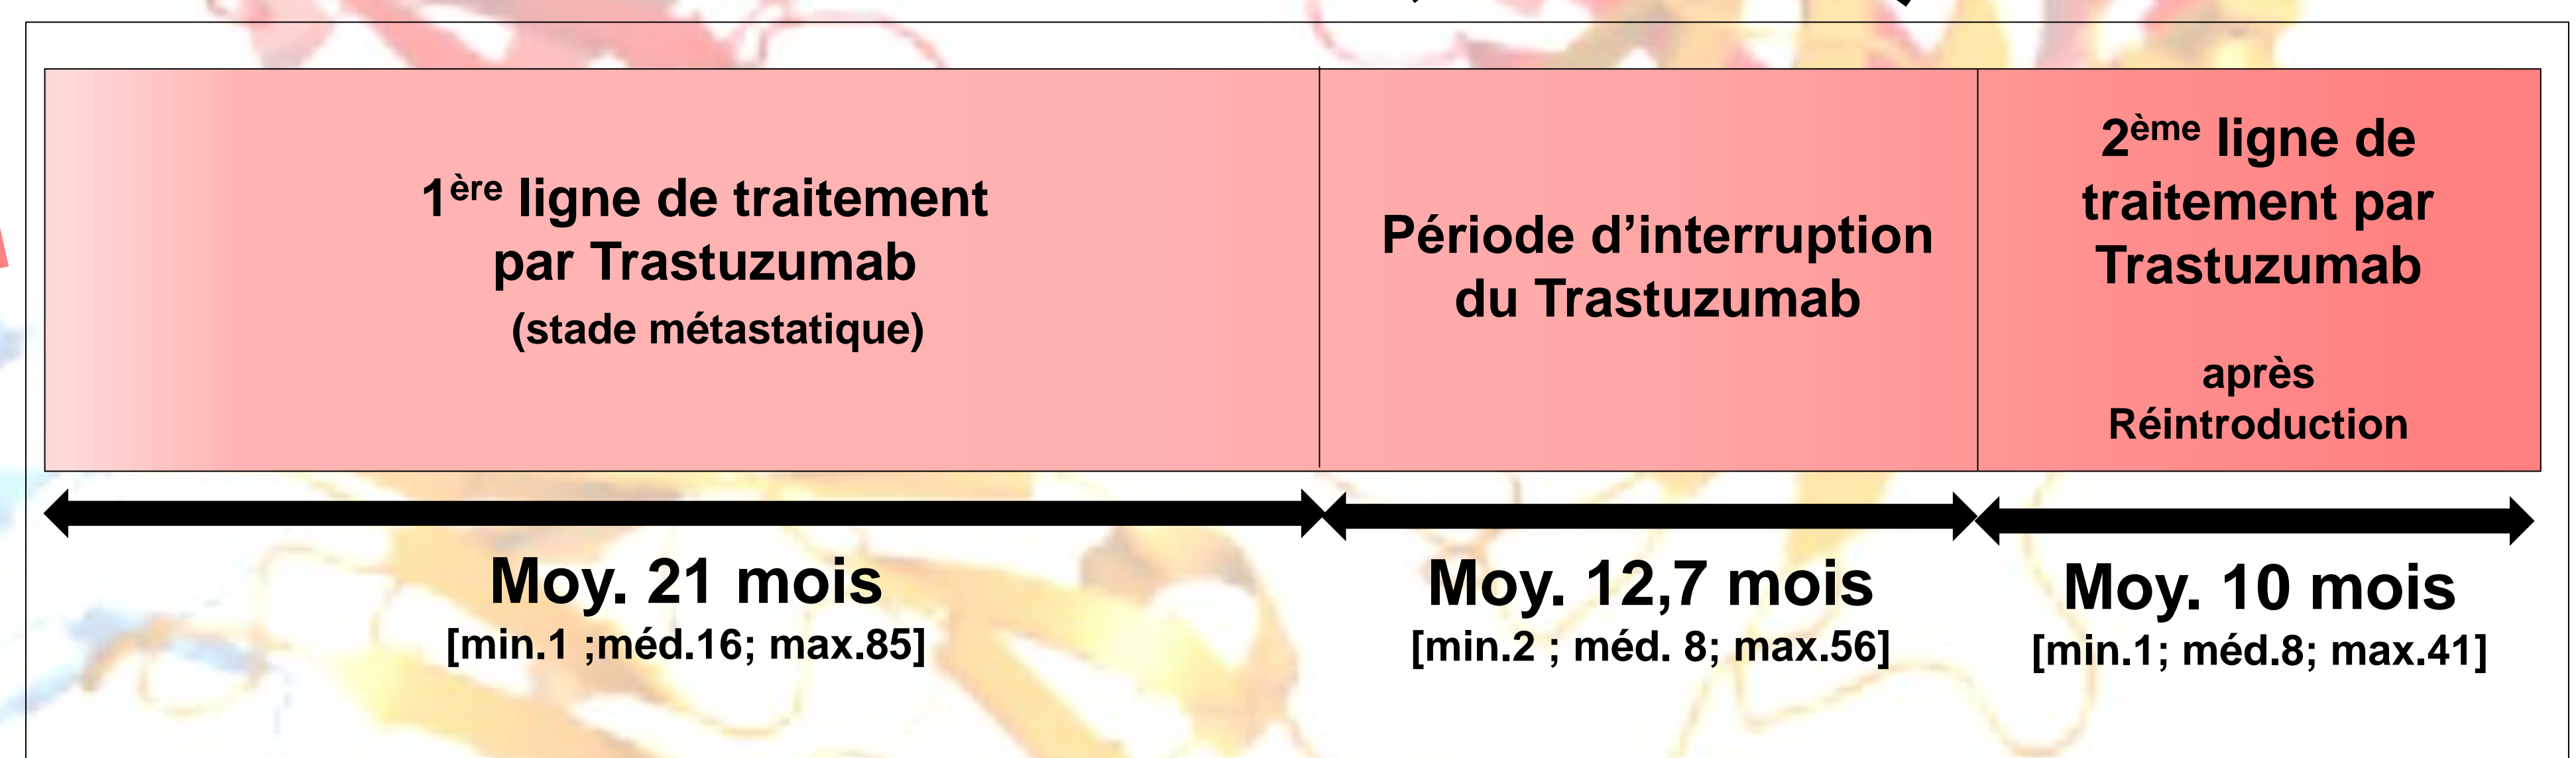 1ère ligne de traitement
par Trastuzumab
(stade métastatique)
Période d’interruption
du Trastuzumab
2ème ligne de
traitement par
Trastuzumab
après
Réintroduction
Moy. 21 mois
[min.1 ;méd.16; max.85]
Moy. 12,7 mois
[min.2 ; méd. 8; max.56]
Moy. 10 mois
[min.1; méd.8; max.41]